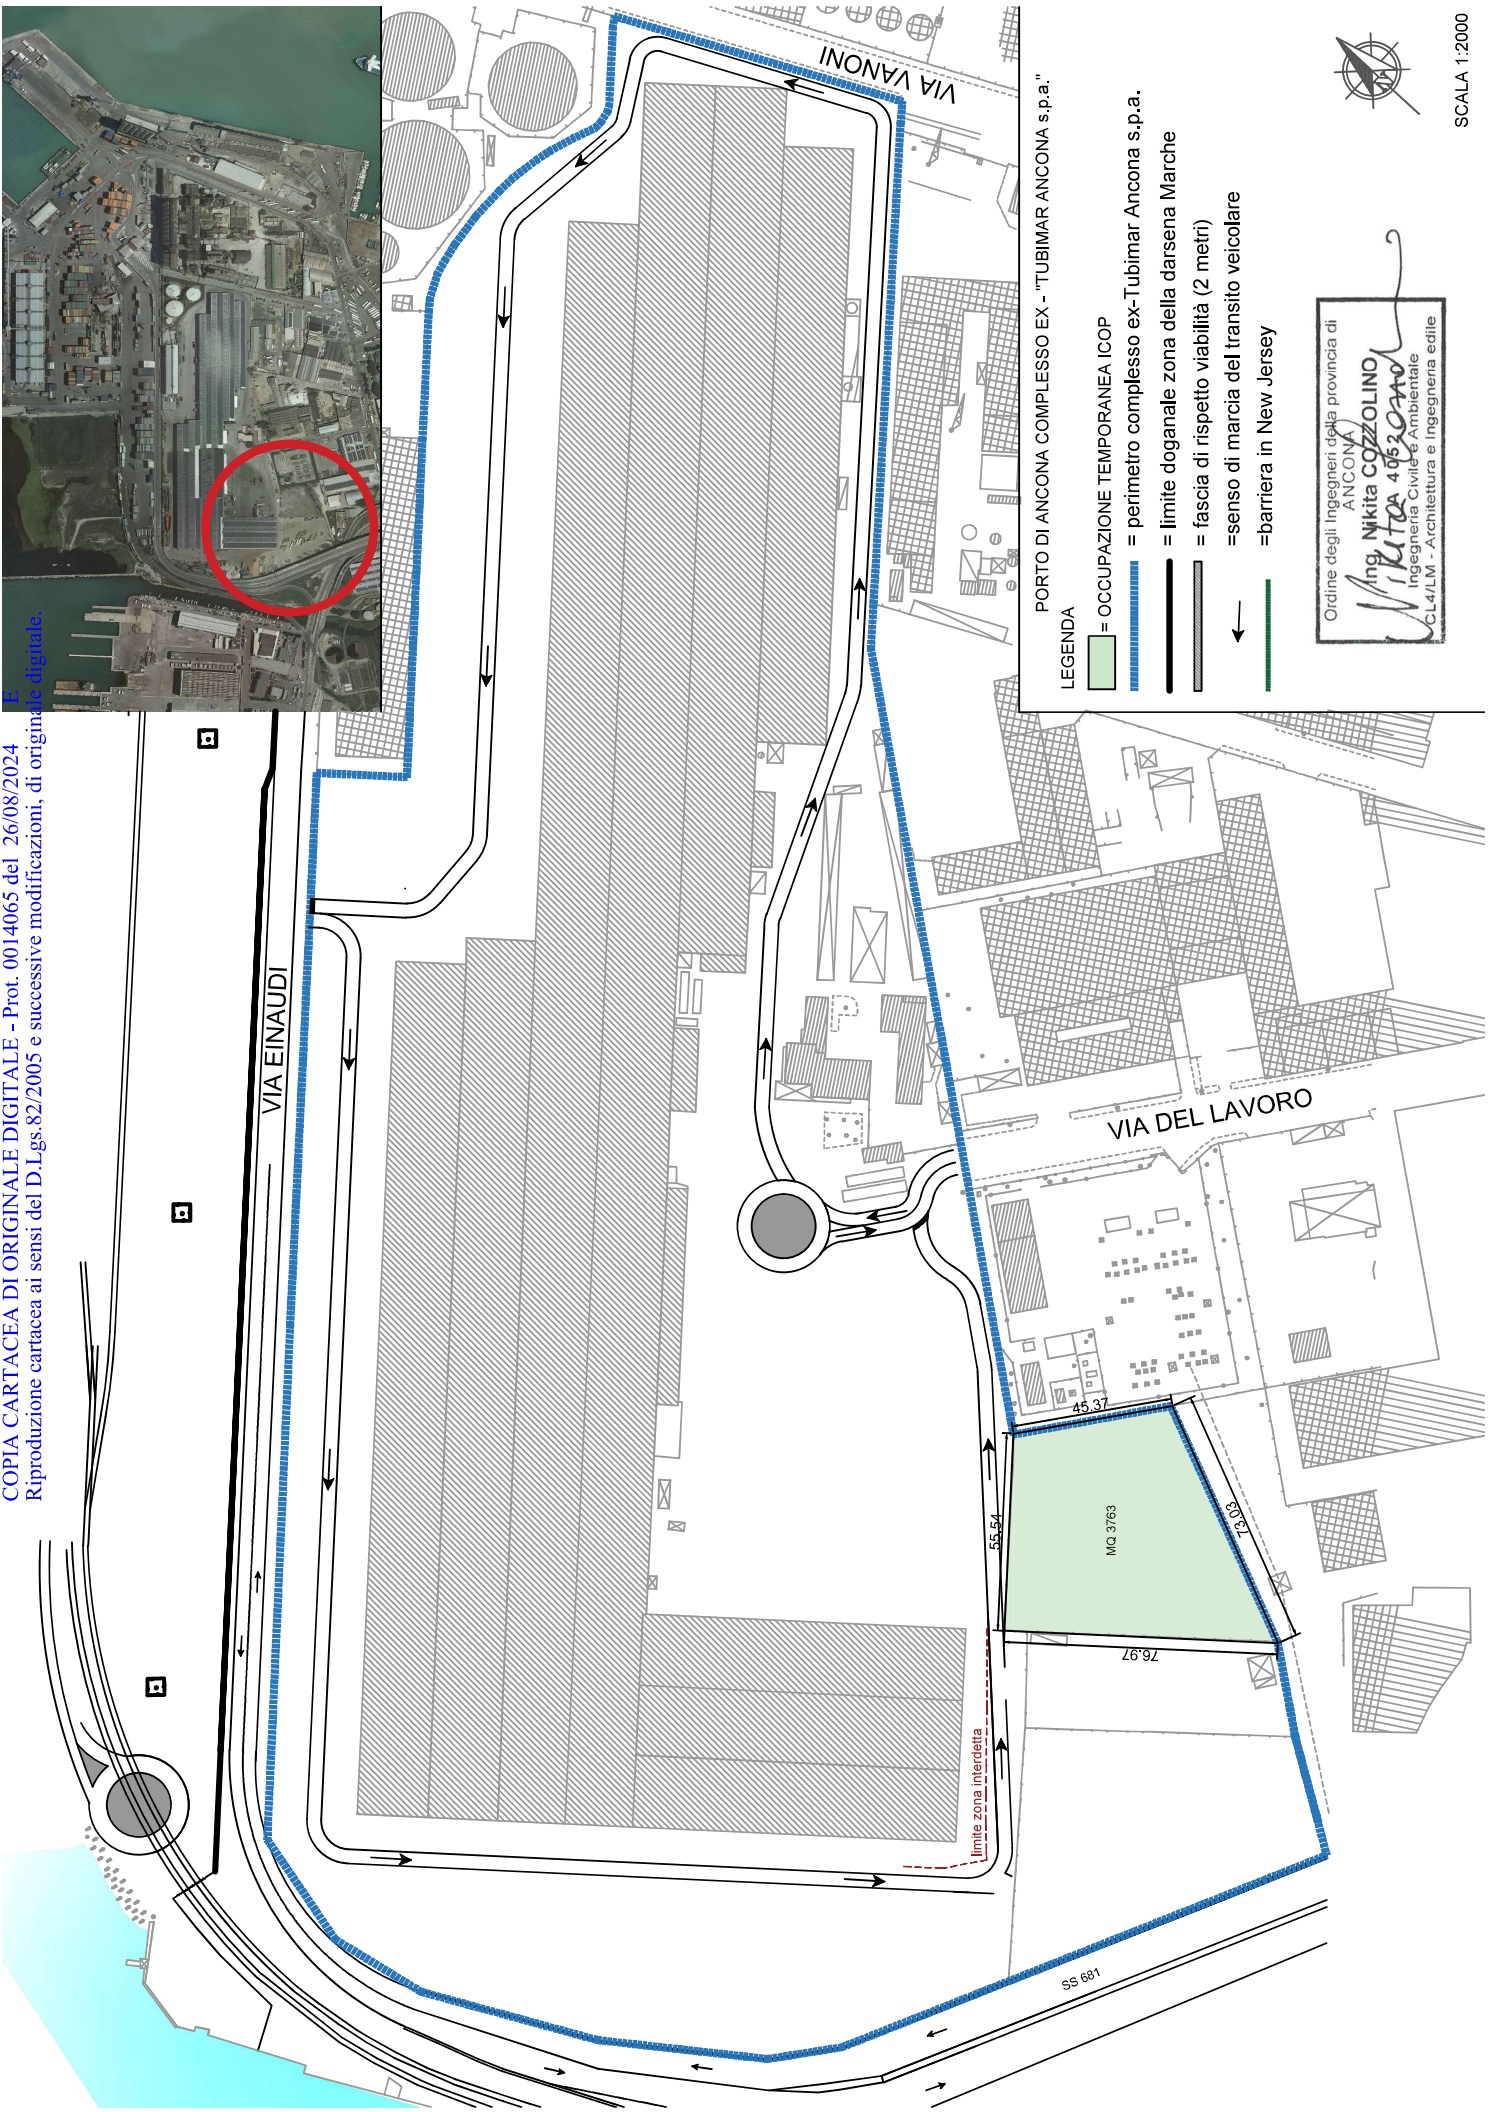 COPIA CARTACEA DI ORIGINALE DIGITALE - Prot. 0014065 del 26/08/2024 E
Riproduzione cartacea ai sensi del D.Lgs.82/2005 e successive modificazioni, di originale digitale.
VIA VANONI
VIA EINAUDI
VIA DEL LAVORO
45.37
55.54
MQ 3763
73.03
76.97
limite zona interdetta
SS 681
PORTO DI ANCONA COMPLESSO EX - "TUBIMAR ANCONA s.p.a."
LEGENDA
= OCCUPAZIONE TEMPORANEA ICOP
= perimetro complesso ex-Tubimar Ancona s.p.a.
= limite doganale zona della darsena Marche
= fascia di rispetto viabilità (2 metri)
=senso di marcia del transito veicolare
=barriera in New Jersey
Ordine degli Ingegneri della provincia di
ANCONA
Ing. Nikita COZZOLINO
Ingegneria Civile e Ambientale
CL4/LM - Architettura e Ingegneria edile
SCALA 1:2000